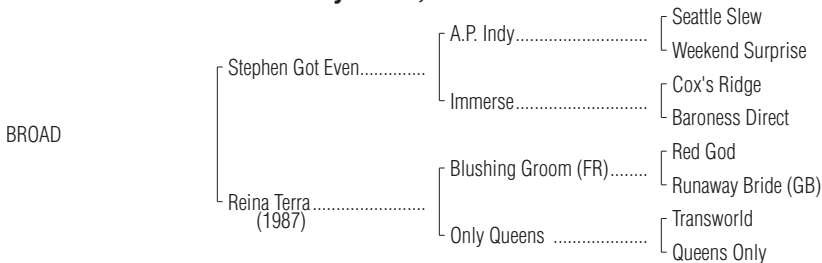 Seattle Slew
A.P. Indy
Weekend Surprise
Stephen Got Even
Cox's Ridge
Immerse
Baroness Direct
BROAD
Red God
Blushing Groom (FR)
Runaway Bride (GB)
Reina Terra
(1987)
Transworld
Only Queens
Queens Only